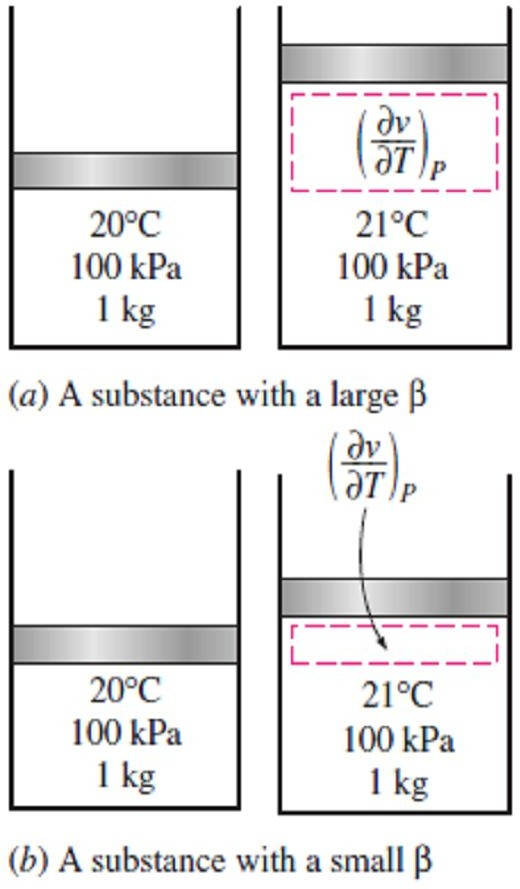 (∂v/∂T)P
20°C 21°C
100 kPa 100 kPa
1 kg 1 kg
(a) A substance with a large β
(∂v/∂T)P
20°C 21°C
100 kPa 100 kPa
1 kg 1 kg
(b) A substance with a small β